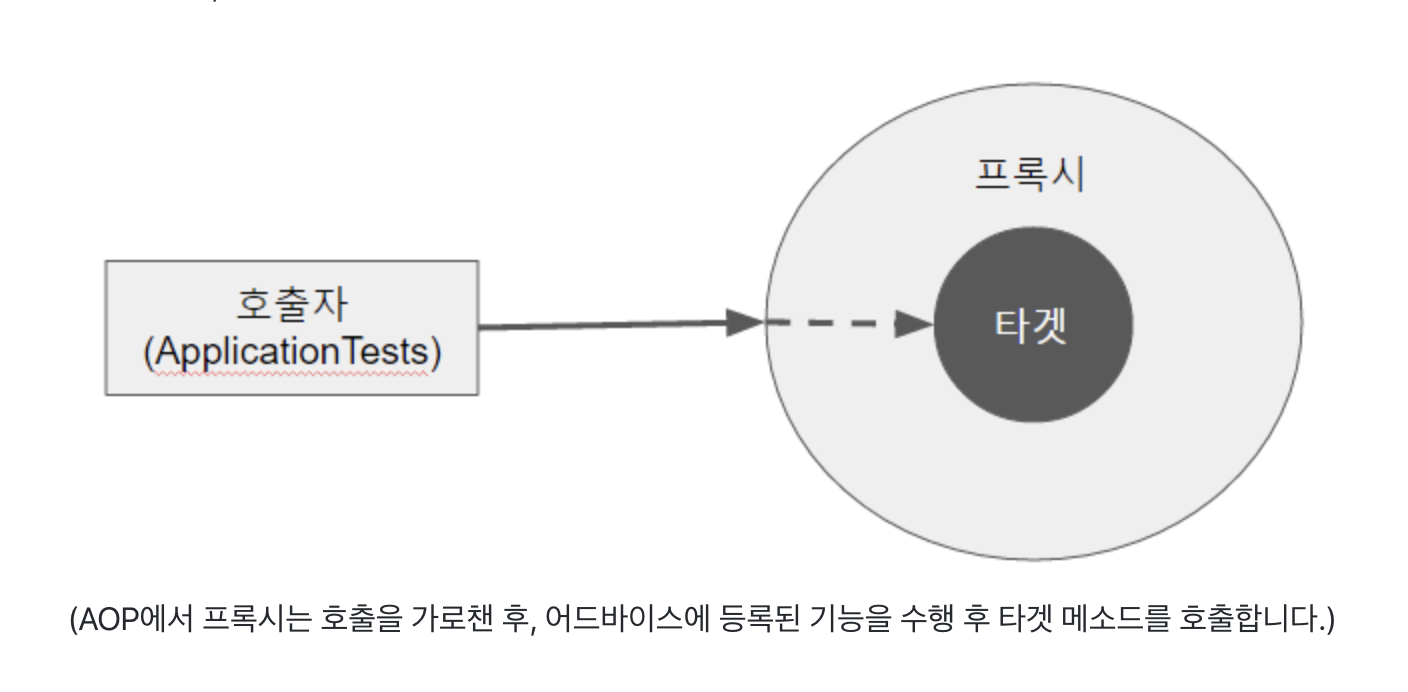 프록시
호출자
(ApplicationTests)
타겟
(AOP에서 프록시는 호출을 가로챈 후, 어드바이스에 등록된 기능을 수행 후 타겟 메소드를 호출합니다.)